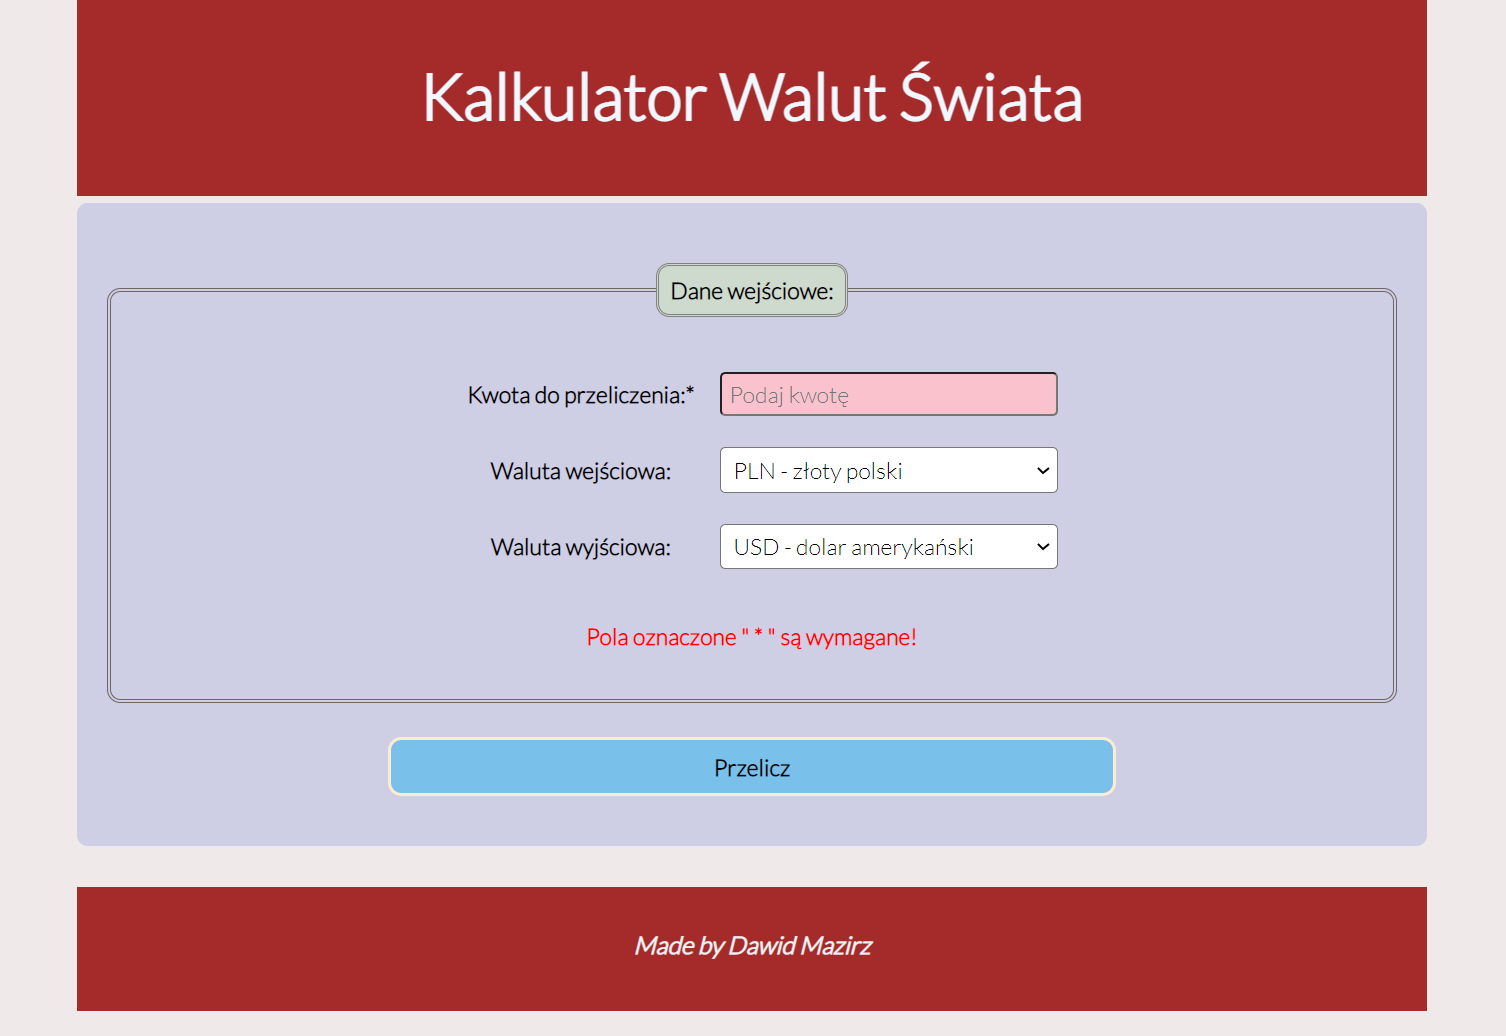 Kalkulator Walut Świata
Dane wejściowe:
Kwota do przeliczenia:* Podaj kwotę
Waluta wejściowa: PLN - złoty polski
Waluta wyjściowa: USD - dolar amerykański
Pola oznaczone " * " są wymagane!
Przelicz
Made by Dawid Mazirz